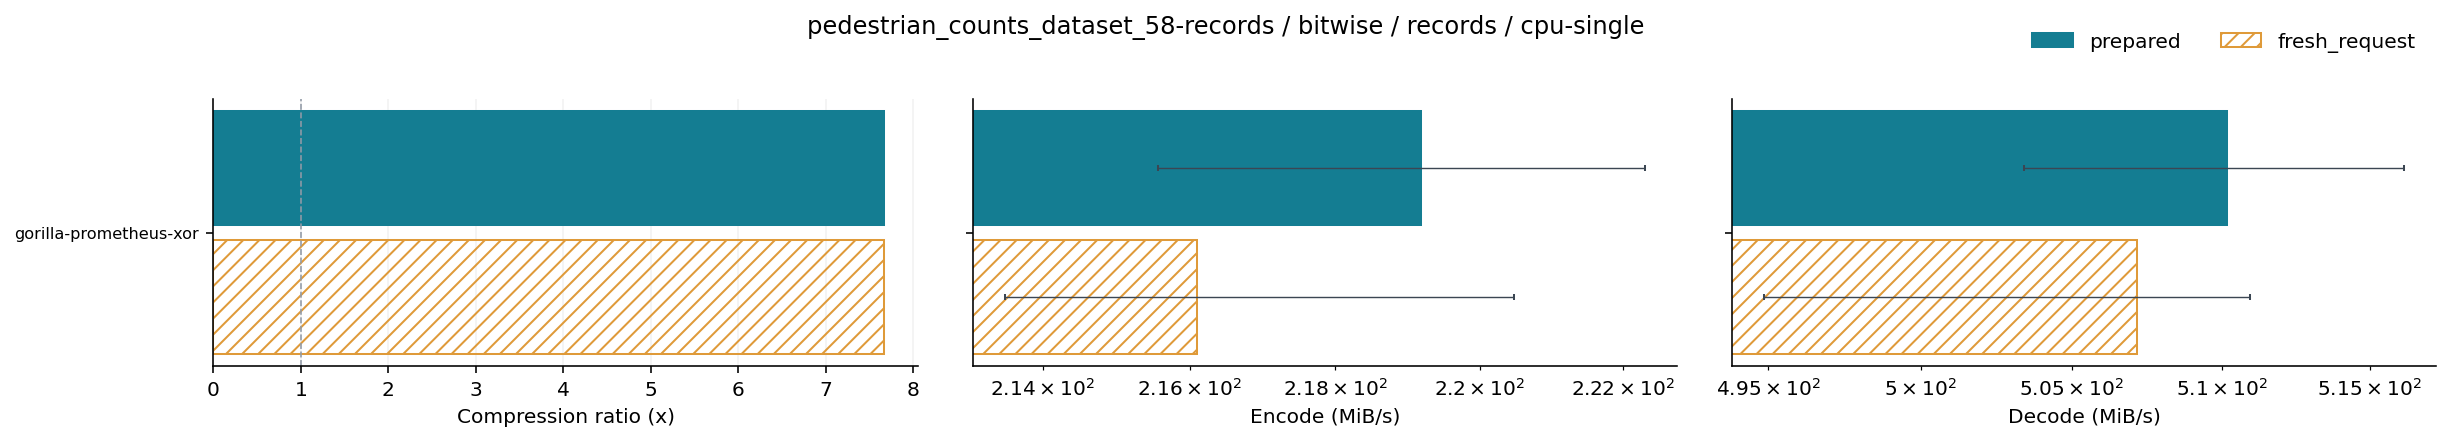 pedestrian_counts_dataset_58-records / bitwise / records / cpu-single
prepared
fresh_request
gorilla-prometheus-xor
0 1 2 3 4 5 6 7 8
Compression ratio (x)
2.14 × 10² 2.16 × 10² 2.18 × 10² 2.2 × 10² 2.22 × 10²
Encode (MiB/s)
4.95 × 10² 5 × 10² 5.05 × 10² 5.1 × 10² 5.15 × 10²
Decode (MiB/s)